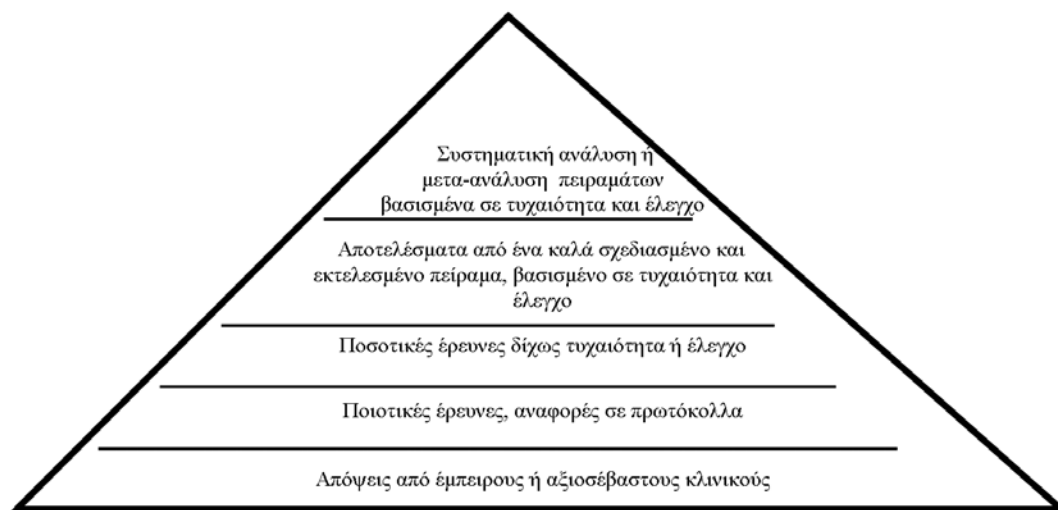 Συστηματική ανάλυση ή
μετα-ανάλυση πειραμάτων
βασισμένα σε τυχαιότητα και έλεγχο
Αποτελέσματα από ένα καλά σχεδιασμένο και
εκτελεσμένο πείραμα, βασισμένο σε τυχαιότητα και
έλεγχο
Ποσοτικές έρευνες δίχως τυχαιότητα ή έλεγχο
Ποιοτικές έρευνες, αναφορές σε πρωτόκολλα
Απόψεις από έμπειρους ή αξιοσέβαστους κλινικούς